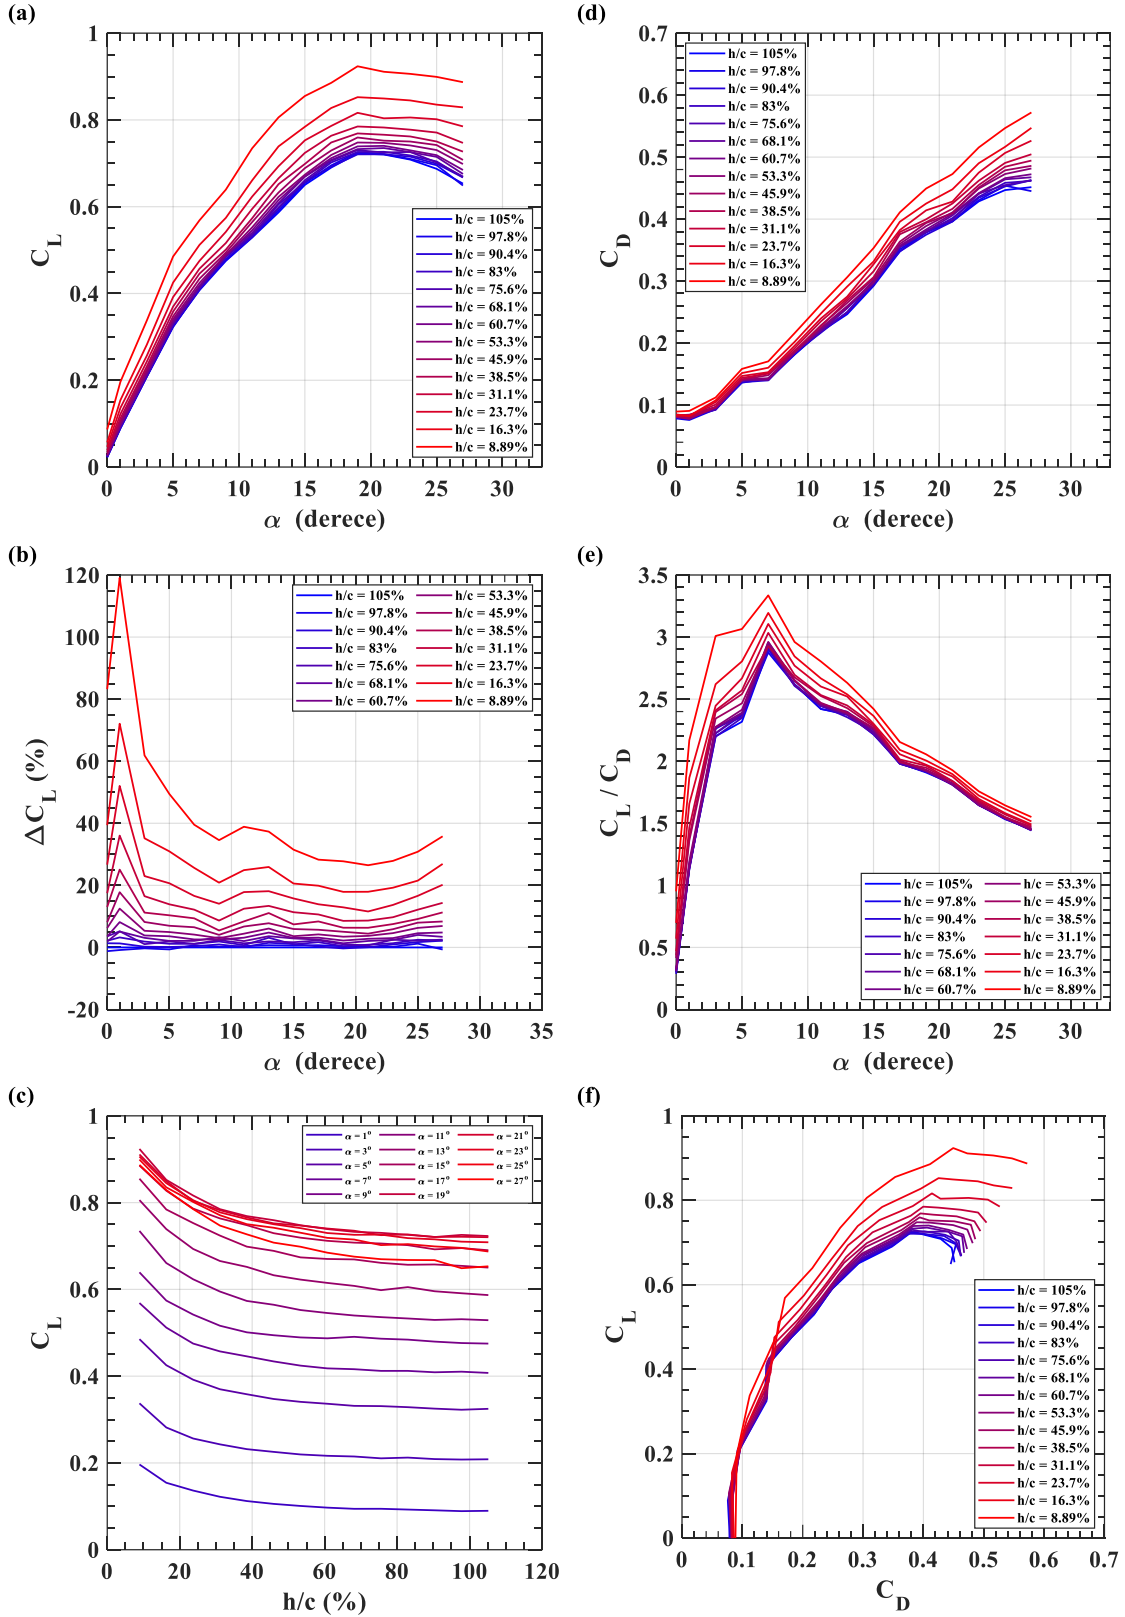 (a)
1
0.8
0.6
0.4
0.2
0
C_L
h/c = 105%
h/c = 97.8%
h/c = 90.4%
h/c = 83%
h/c = 75.6%
h/c = 68.1%
h/c = 60.7%
h/c = 53.3%
h/c = 45.9%
h/c = 38.5%
h/c = 31.1%
h/c = 23.7%
h/c = 16.3%
h/c = 8.89%
0 5 10 15 20 25 30
α (derece)
(d)
0.7
0.6
0.5
0.4
0.3
0.2
0.1
0
C_D
h/c = 105%
h/c = 97.8%
h/c = 90.4%
h/c = 83%
h/c = 75.6%
h/c = 68.1%
h/c = 60.7%
h/c = 53.3%
h/c = 45.9%
h/c = 38.5%
h/c = 31.1%
h/c = 23.7%
h/c = 16.3%
h/c = 8.89%
0 5 10 15 20 25 30
α (derece)
(b)
120
100
80
60
40
20
0
-20
ΔC_L (%)
h/c = 105% h/c = 53.3%
h/c = 97.8% h/c = 45.9%
h/c = 90.4% h/c = 38.5%
h/c = 83% h/c = 31.1%
h/c = 75.6% h/c = 23.7%
h/c = 68.1% h/c = 16.3%
h/c = 60.7% h/c = 8.89%
0 5 10 15 20 25 30 35
α (derece)
(e)
3.5
3
2.5
2
1.5
1
0.5
0
C_L / C_D
h/c = 105% h/c = 53.3%
h/c = 97.8% h/c = 45.9%
h/c = 90.4% h/c = 38.5%
h/c = 83% h/c = 31.1%
h/c = 75.6% h/c = 23.7%
h/c = 68.1% h/c = 16.3%
h/c = 60.7% h/c = 8.89%
0 5 10 15 20 25 30
α (derece)
(c)
1
0.8
0.6
0.4
0.2
0
C_L
α = 1° α = 11° α = 21°
α = 3° α = 13° α = 23°
α = 5° α = 15° α = 25°
α = 7° α = 17° α = 27°
α = 9° α = 19°
0 20 40 60 80 100 120
h/c (%)
(f)
1
0.8
0.6
0.4
0.2
0
C_L
h/c = 105%
h/c = 97.8%
h/c = 90.4%
h/c = 83%
h/c = 75.6%
h/c = 68.1%
h/c = 60.7%
h/c = 53.3%
h/c = 45.9%
h/c = 38.5%
h/c = 31.1%
h/c = 23.7%
h/c = 16.3%
h/c = 8.89%
0 0.1 0.2 0.3 0.4 0.5 0.6 0.7
C_D